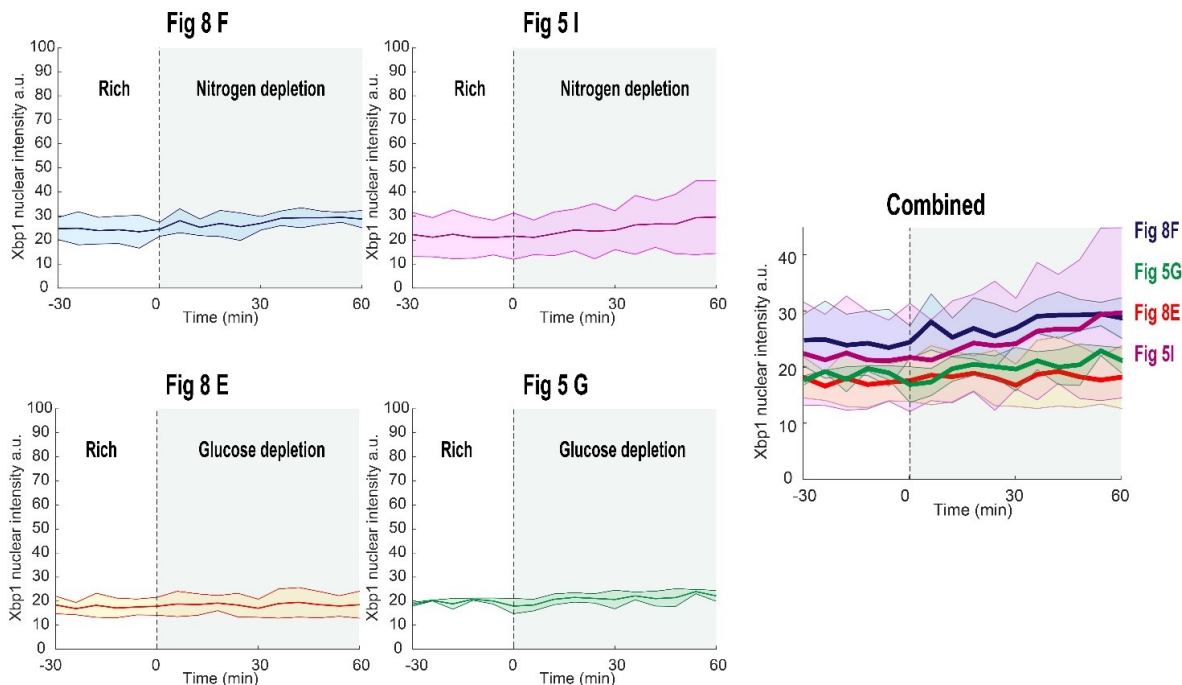 Fig 8 F
Xbp1 nuclear intensity a.u.
100
90
80
70
60
50
40
30
20
10
0
Rich
Nitrogen depletion
-30
0
30
60
Time (min)
Fig 5 I
Xbp1 nuclear intensity a.u.
100
90
80
70
60
50
40
30
20
10
0
Rich
Nitrogen depletion
-30
0
30
60
Time (min)
Fig 8 E
Xbp1 nuclear intensity a.u.
100
90
80
70
60
50
40
30
20
10
0
Rich
Glucose depletion
-30
0
30
60
Time (min)
Fig 5 G
Xbp1 nuclear intensity a.u.
100
90
80
70
60
50
40
30
20
10
0
Rich
Glucose depletion
-30
0
30
60
Time (min)
Combined
Xbp1 nuclear intensity a.u.
40
30
20
10
0
-30
0
30
60
Time (min)
Fig 8F
Fig 5G
Fig 8E
Fig 5I